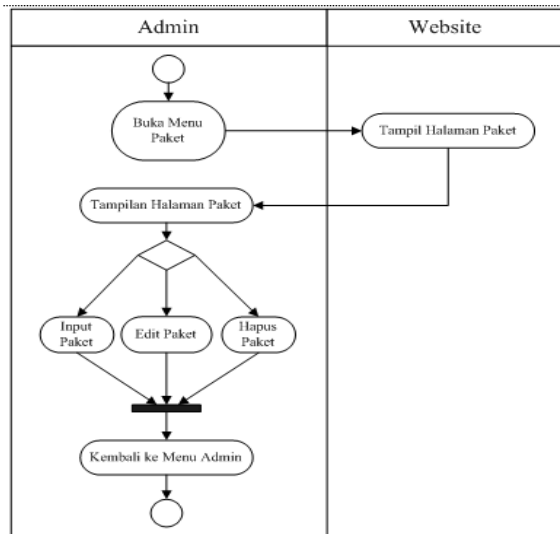 Admin
Website
Buka Menu
Paket
Tampil Halaman Paket
Tampilan Halaman Paket
Input
Paket
Edit Paket
Hapus
Paket
Kembali ke Menu Admin